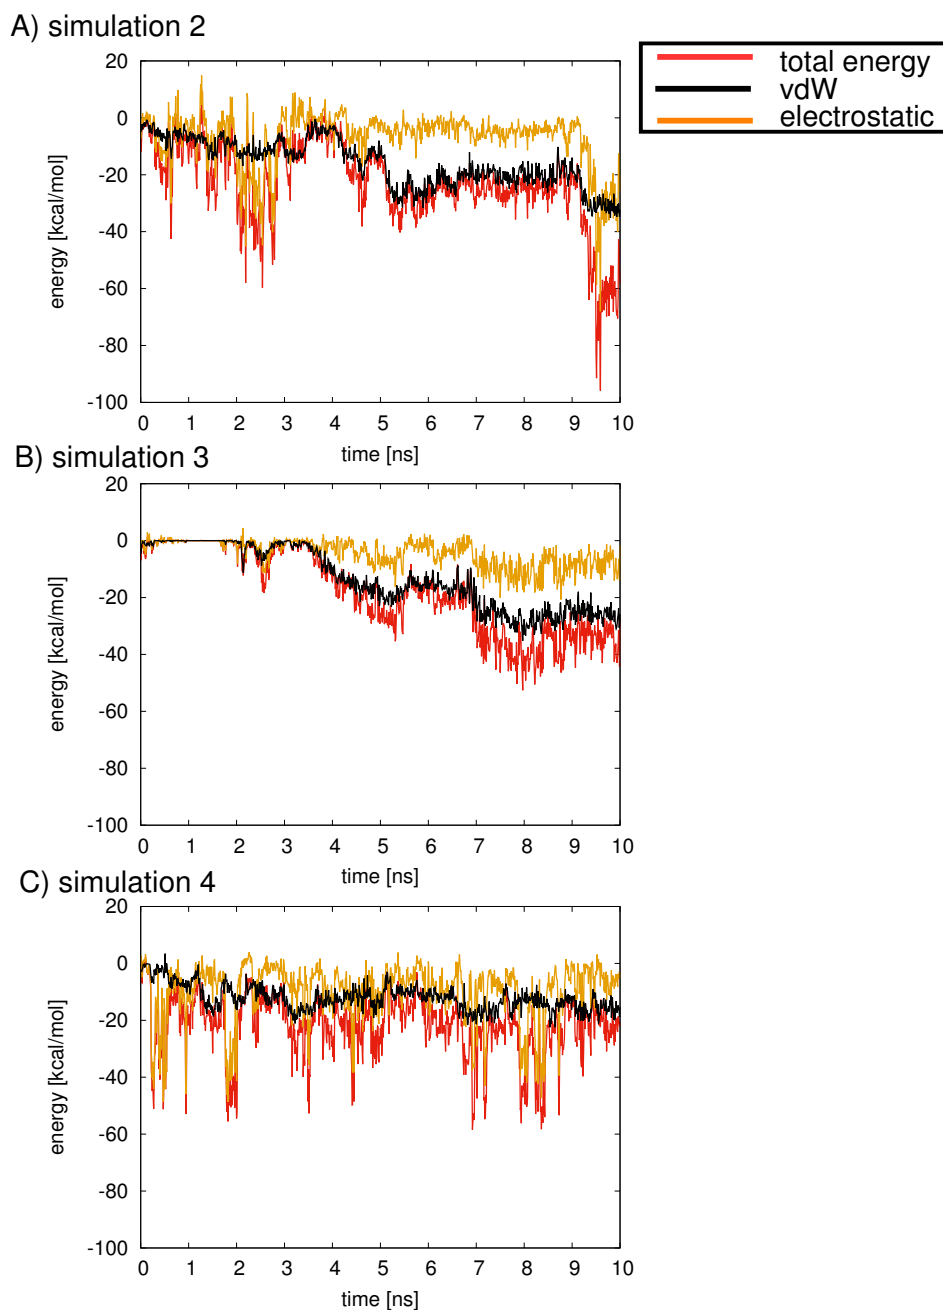 A) simulation 2
total energy
vdW
electrostatic
20
0
-20
-40
-60
-80
-100
energy [kcal/mol]
0 1 2 3 4 5 6 7 8 9 10
time [ns]
B) simulation 3
20
0
-20
-40
-60
-80
-100
energy [kcal/mol]
0 1 2 3 4 5 6 7 8 9 10
time [ns]
C) simulation 4
20
0
-20
-40
-60
-80
-100
energy [kcal/mol]
0 1 2 3 4 5 6 7 8 9 10
time [ns]